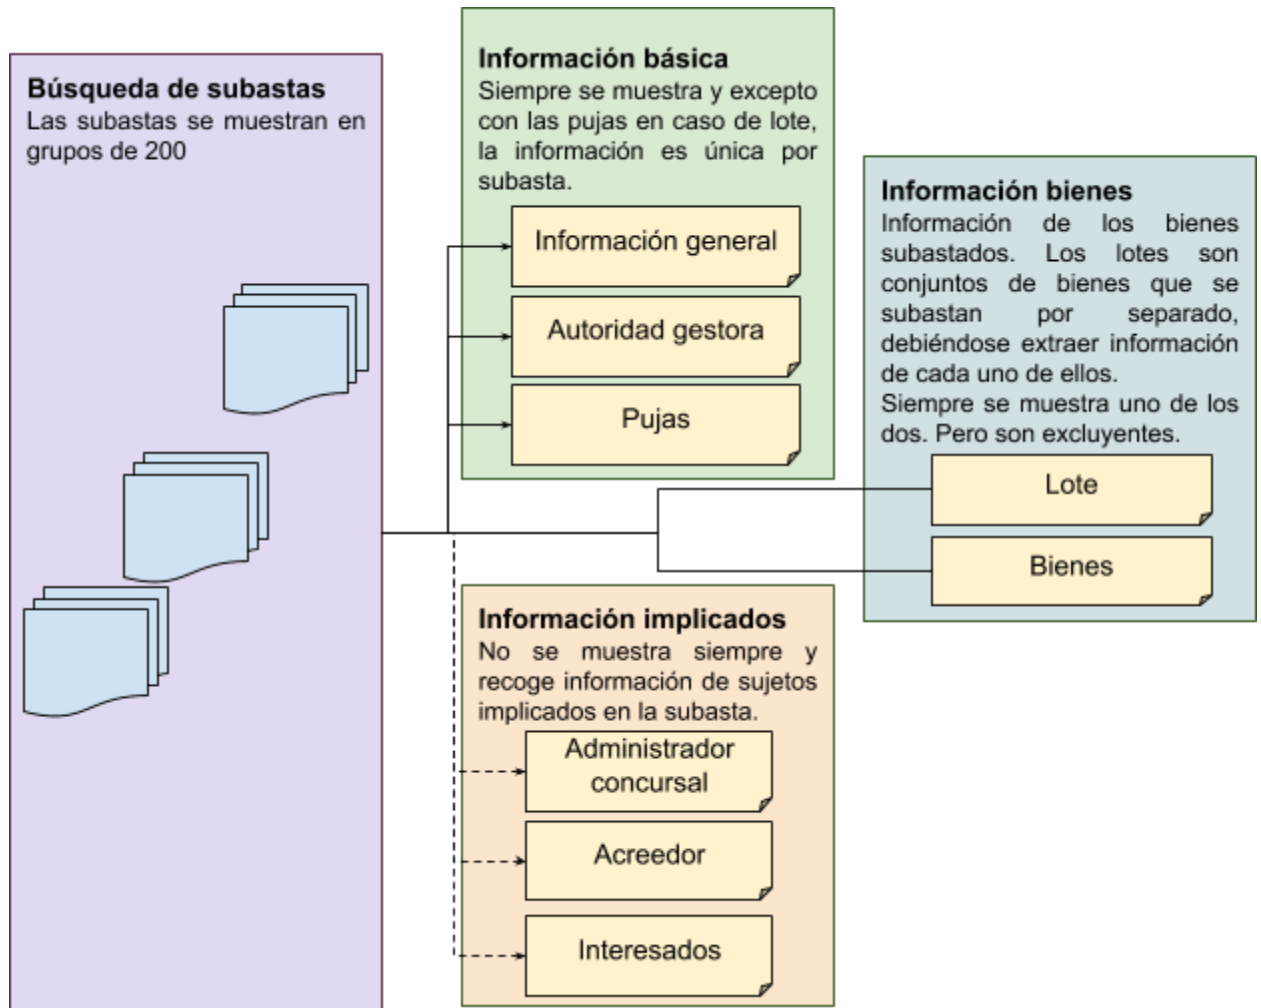 Búsqueda de subastas
Las subastas se muestran en
grupos de 200
Información básica
Siempre se muestra y excepto
con las pujas en caso de lote,
la información es única por
subasta.
Información general
Autoridad gestora
Pujas
Información bienes
Información de los bienes
subastados. Los lotes son
conjuntos de bienes que se
subastan por separado,
debiéndose extraer información
de cada uno de ellos.
Siempre se muestra uno de los
dos. Pero son excluyentes.
Lote
Bienes
Información implicados
No se muestra siempre y
recoge información de sujetos
implicados en la subasta.
Administrador
concursal
Acreedor
Interesados